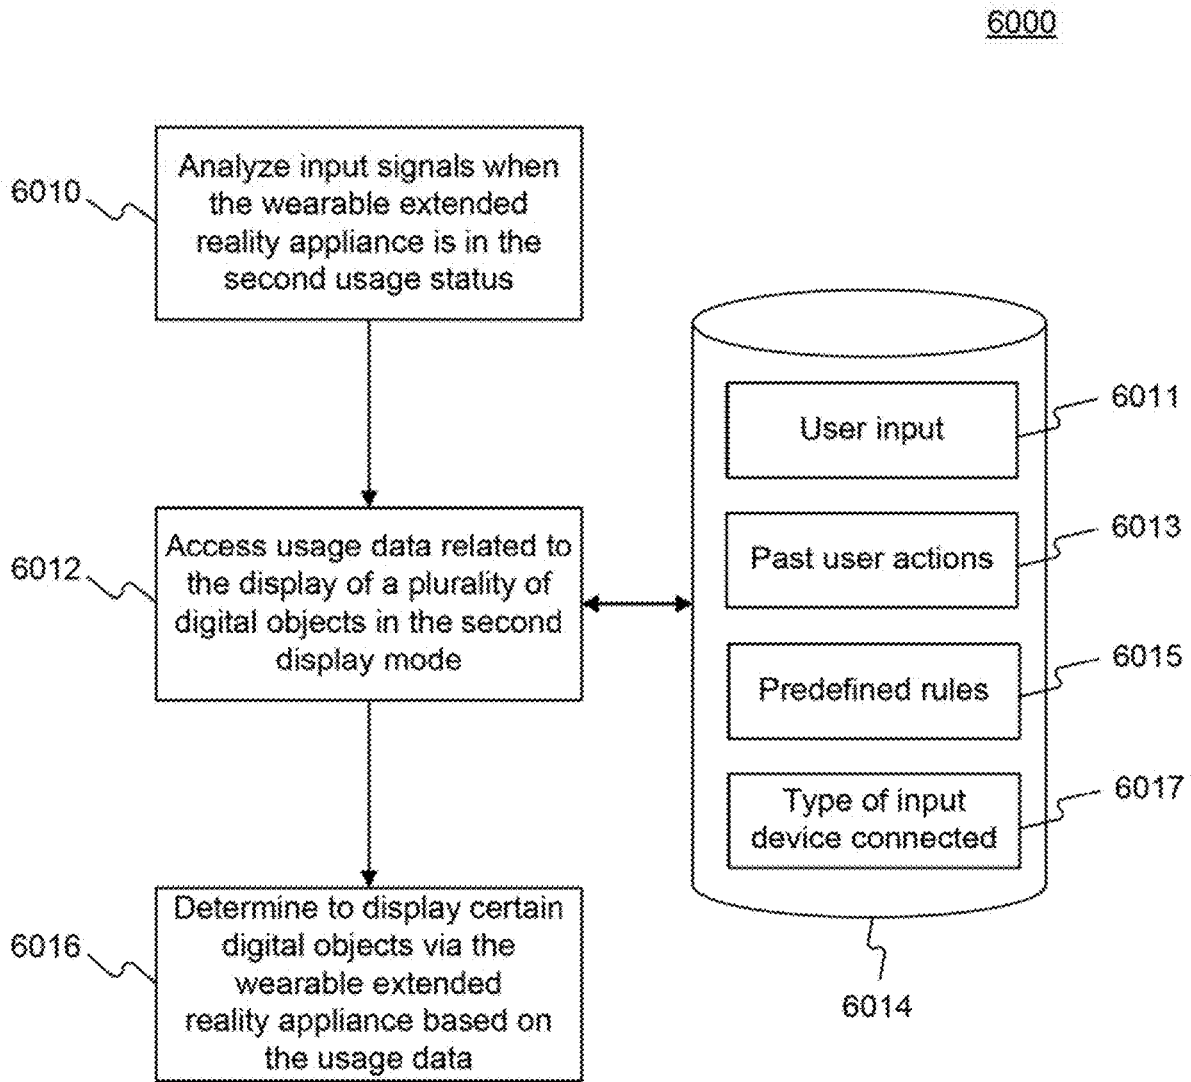 6000
6010
Analyze input signals when
the wearable extended
reality appliance is in the
second usage status
6012
Access usage data related to
the display of a plurality of
digital objects in the second
display mode
6016
Determine to display certain
digital objects via the
wearable extended
reality appliance based on
the usage data
User input
6011
Past user actions
6013
Predefined rules
6015
Type of input
device connected
6017
6014